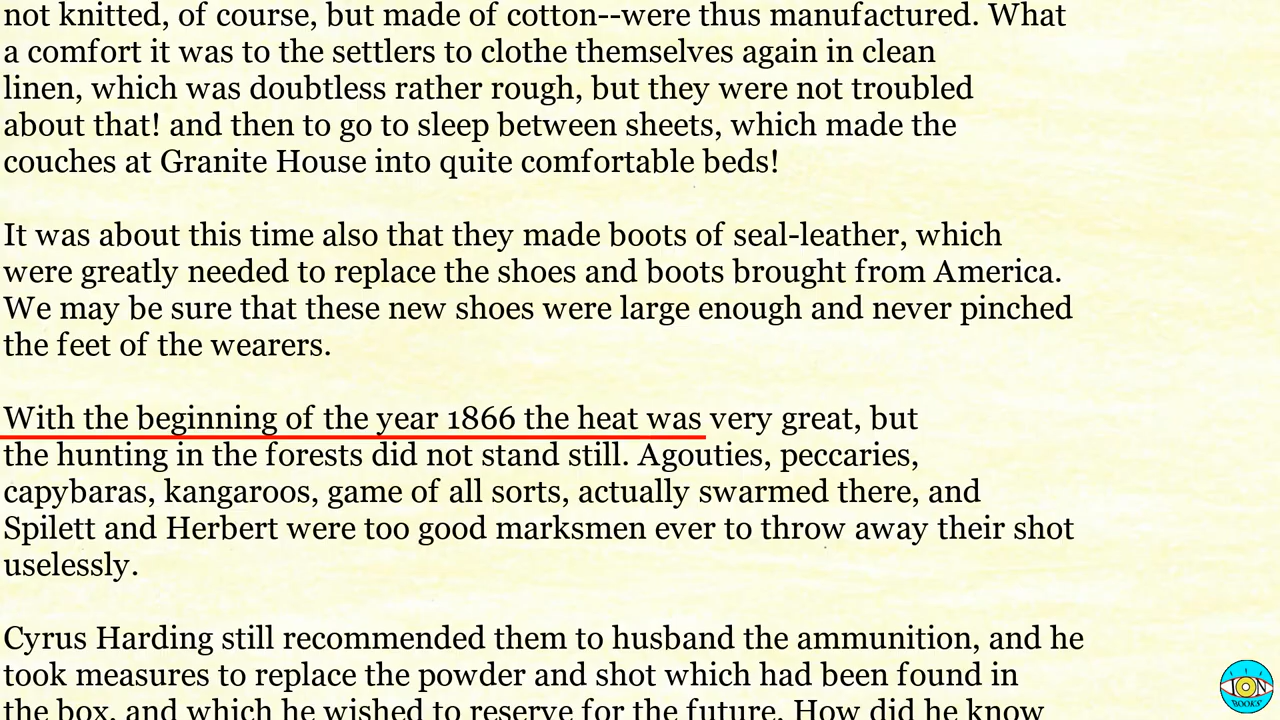 not knitted, of course, but made of cotton--were thus manufactured. What
a comfort it was to the settlers to clothe themselves again in clean
linen, which was doubtless rather rough, but they were not troubled
about that! and then to go to sleep between sheets, which made the
couches at Granite House into quite comfortable beds!
It was about this time also that they made boots of seal-leather, which
were greatly needed to replace the shoes and boots brought from America.
We may be sure that these new shoes were large enough and never pinched
the feet of the wearers.
With the beginning of the year 1866 the heat was very great, but
the hunting in the forests did not stand still. Agouties, peccaries,
capybaras, kangaroos, game of all sorts, actually swarmed there, and
Spilett and Herbert were too good marksmen ever to throw away their shot
uselessly.
Cyrus Harding still recommended them to husband the ammunition, and he
took measures to replace the powder and shot which had been found in
the box, and which he wished to reserve for the future. How did he know
ION
BOOKS